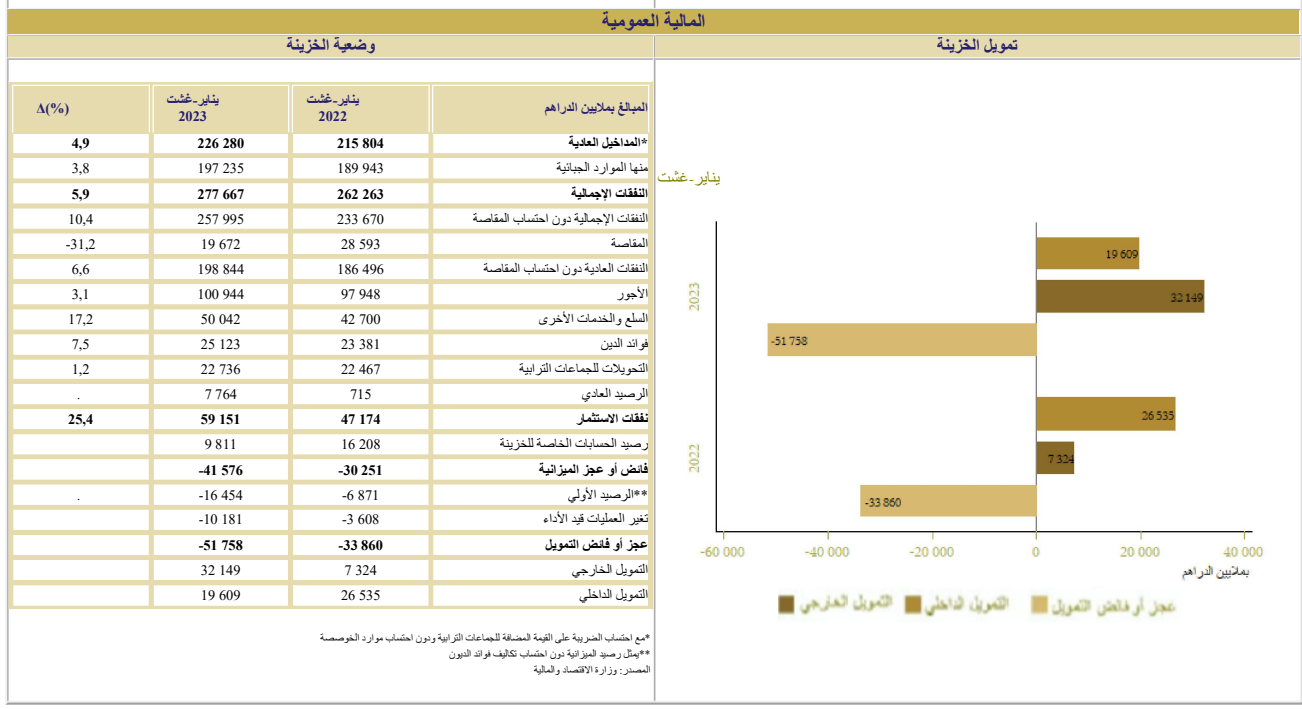 المالية العمومية
تمويل الخزينة
وضعية الخزينة
المبالغ بملايين الدراهم يناير-غشت 2022 يناير-غشت 2023 Δ(%)
*المداخيل العادية 215 804 226 280 4,9
منها الموارد الجبائية 189 943 197 235 3,8
النفقات الإجمالية 262 263 277 667 5,9
النفقات الإجمالية دون احتساب المقاصة 233 670 257 995 10,4
المقاصة 28 593 19 672 -31,2
النفقات العادية دون احتساب المقاصة 186 496 198 844 6,6
الأجور 97 948 100 944 3,1
السلع والخدمات الأخرى 42 700 50 042 17,2
فوائد الدين 23 381 25 123 7,5
التحويلات للجماعات الترابية 22 467 22 736 1,2
الرصيد العادي 715 7 764 .
نفقات الاستثمار 47 174 59 151 25,4
رصيد الحسابات الخاصة للخزينة 16 208 9 811
فائض أو عجز الميزانية -30 251 -41 576
**الرصيد الأولي -6 871 -16 454 .
تغير العمليات قيد الأداء -3 608 -10 181
عجز أو فائض التمويل -33 860 -51 758
التمويل الخارجي 7 324 32 149
التمويل الداخلي 26 535 19 609
*مع احتساب الضريبة على القيمة المضافة للجماعات الترابية ودون احتساب موارد الخوصصة
**يمثل رصيد الميزانية دون احتساب تكاليف فوائد الديون
المصدر: وزارة الاقتصاد والمالية
يناير-غشت
2023
19 609
32 149
-51 758
2022
26 535
7 324
-33 860
-60 000 -40 000 -20 000 0 20 000 40 000
بملايين الدراهم
عجز أو فائض التمويل التمويل الداخلي التمويل الخارجي